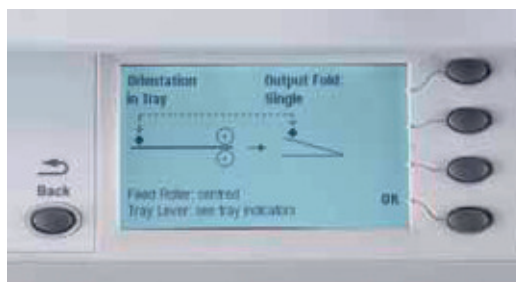 Orientation
in Tray
Output Fold:
Single
Feed Roller: centred
Tray Lever: see tray indicators
OK
Back